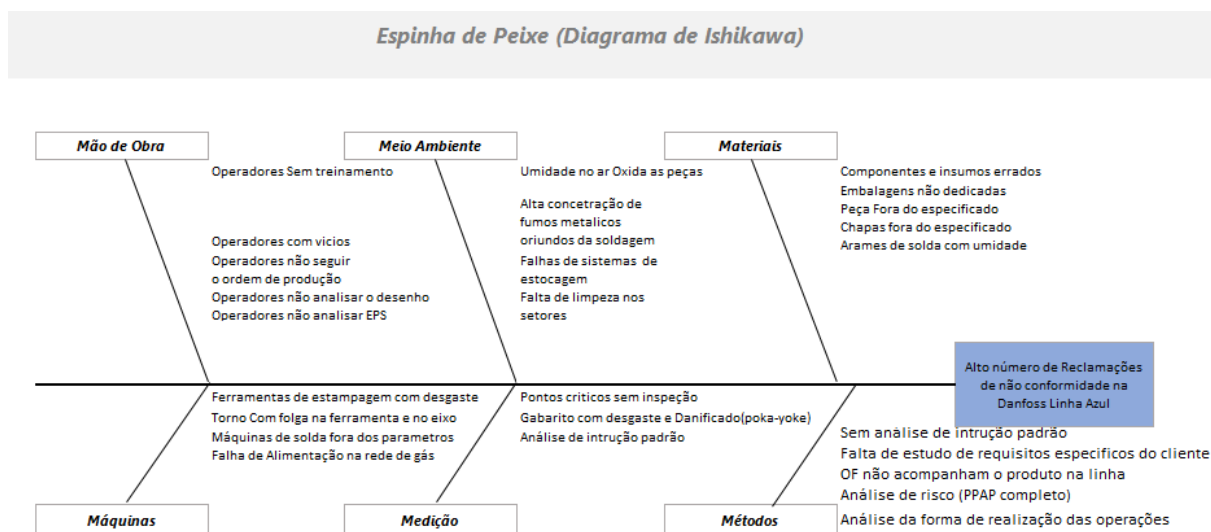 Espinha de Peixe (Diagrama de Ishikawa)
Mão de Obra
Meio Ambiente
Materiais
Operadores Sem treinamento
Operadores com vicios
Operadores não seguir
o ordem de produção
Operadores não analisar o desenho
Operadores não analisar EPS
Umidade no ar Oxida as peças
Alta concetração de
fumos metalicos
oriundos da soldagem
Falhas de sistemas de
estocagem
Falta de limpeza nos
setores
Componentes e insumos errados
Embalagens não dedicadas
Peça Fora do especificado
Chapas fora do especificado
Arames de solda com umidade
Alto número de Reclamações
de não conformidade na
Danfoss Linha Azul
Ferramentas de estampagem com desgaste
Torno Com folga na ferramenta e no eixo
Máquinas de solda fora dos parametros
Falha de Alimentação na rede de gás
Pontos criticos sem inspeção
Gabarito com desgaste e Danificado(poka-yoke)
Análise de intrução padrão
Sem análise de intrução padrão
Falta de estudo de requisitos especificos do cliente
OF não acompanham o produto na linha
Análise de risco (PPAP completo)
Análise da forma de realização das operações
Máquinas
Medição
Métodos